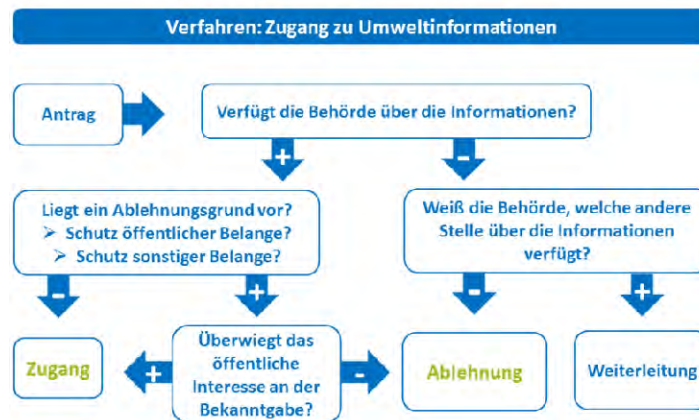 Verfahren: Zugang zu Umweltinformationen
Antrag
Verfügt die Behörde über die Informationen?
+
-
Liegt ein Ablehnungsgrund vor?
➢ Schutz öffentlicher Belange?
➢ Schutz sonstiger Belange?
Weiß die Behörde, welche andere
Stelle über die Informationen
verfügt?
-
+
-
+
Zugang
+
Überwiegt das
öffentliche
Interesse an der
Bekanntgabe?
-
Ablehnung
Weiterleitung